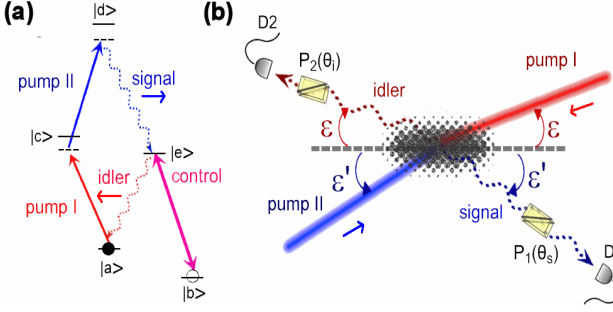 (a)
|d>
pump II
signal
|c>
|e>
idler
control
pump I
|a>
|b>
(b)
D2
P₂(θᵢ)
pump I
idler
ε
ε
ε'
ε'
pump II
signal
P₁(θₛ)
D